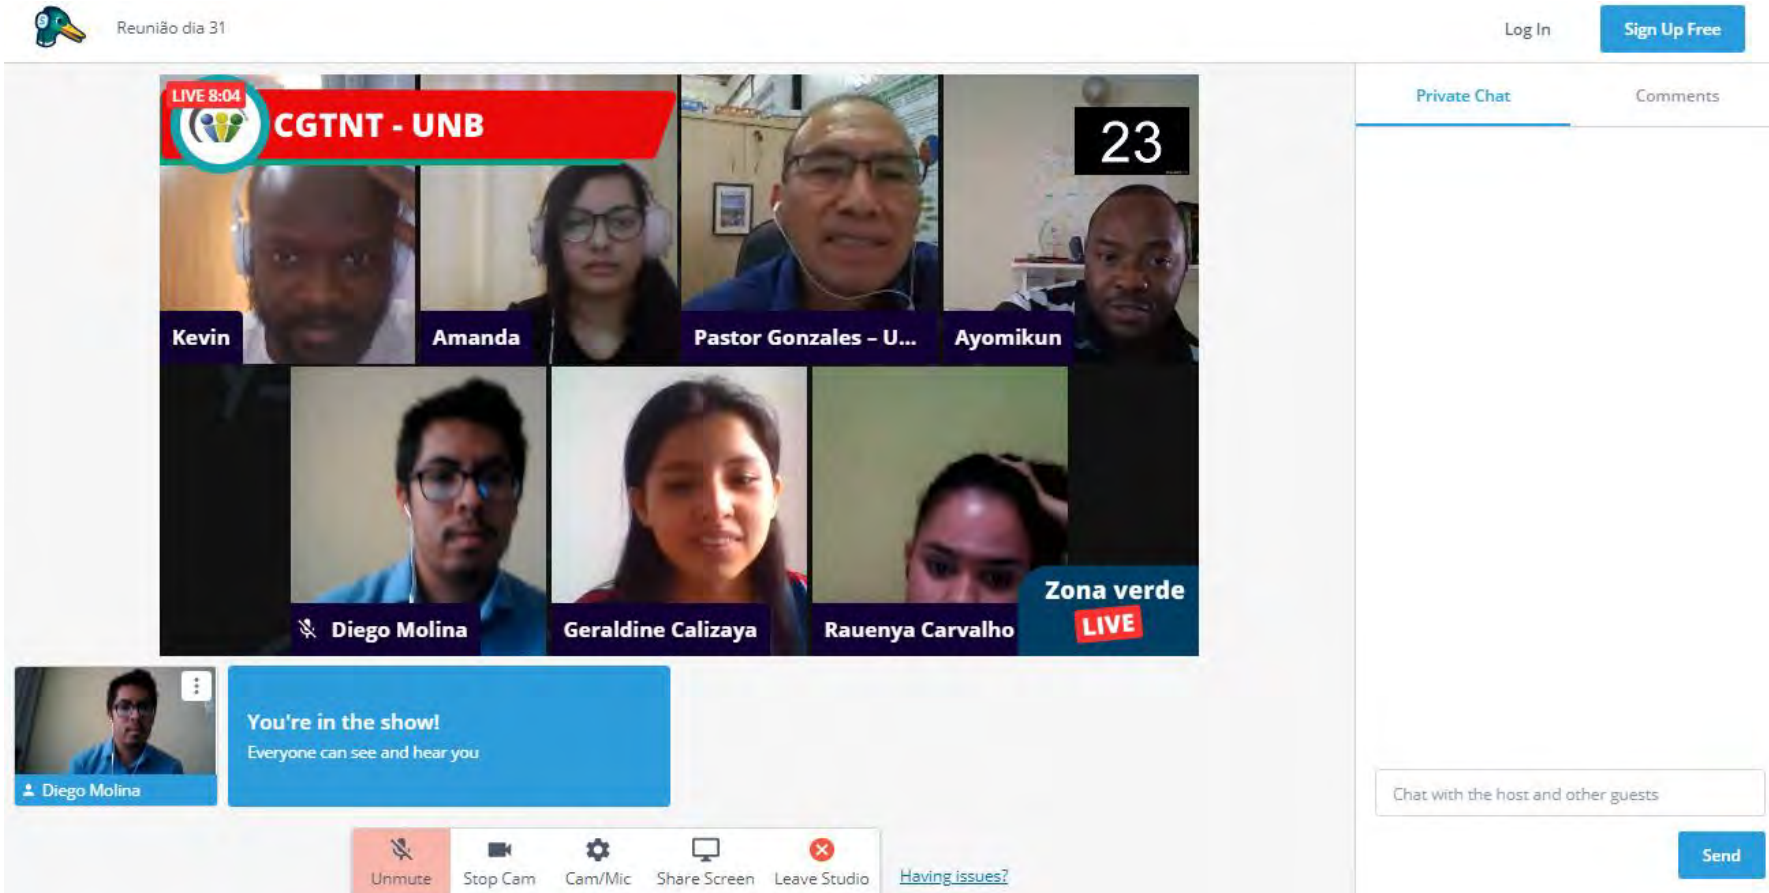 Reunião dia 31
Log In
Sign Up Free
LIVE 8:04
CGTNT - UNB
23
Kevin
Amanda
Pastor Gonzales – U...
Ayomikun
Diego Molina
Geraldine Calizaya
Rauenya Carvalho
Zona verde
LIVE
Private Chat
Comments
Diego Molina
You're in the show!
Everyone can see and hear you
Chat with the host and other guests
Send
Unmute
Stop Cam
Cam/Mic
Share Screen
Leave Studio
Having issues?